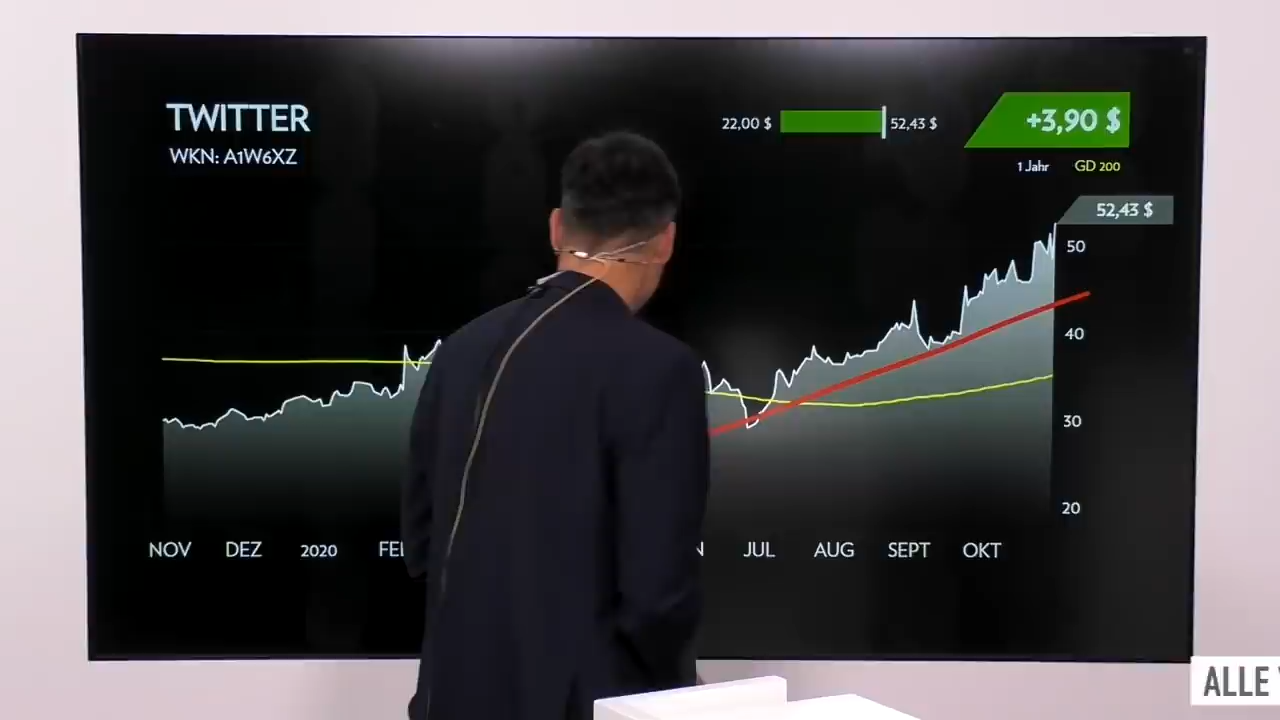 TWITTER
WKN: A1W6XZ
22,00 $
52,43 $
+3,90 $
1 Jahr
GD 200
52,43 $
50
40
30
20
NOV DEZ 2020 JUL AUG SEPT OKT
ALLE